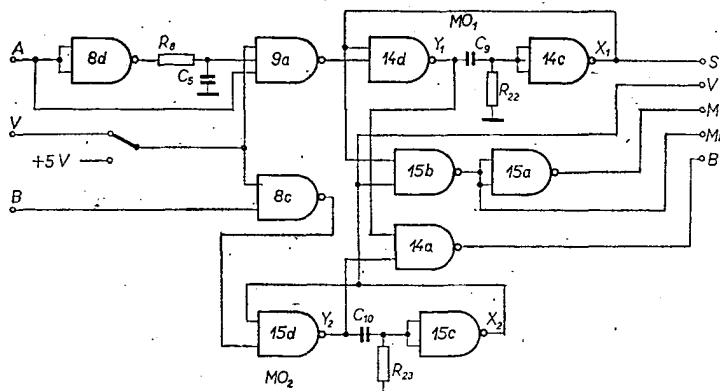 MO₁
A
8d
R₈
C₅
9a
14d
Y₁
C₉
R₂₂
14c
X₁
S
V
V
+5 V
M
B
8c
15b
15a
B
14a
15d
Y₂
C₁₀
R₂₃
15c
X₂
MO₂